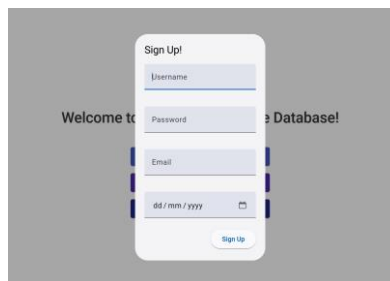 Sign Up!
Username
Welcome to
e Database!
Password
Email
dd/mm/yyyy
Sign Up